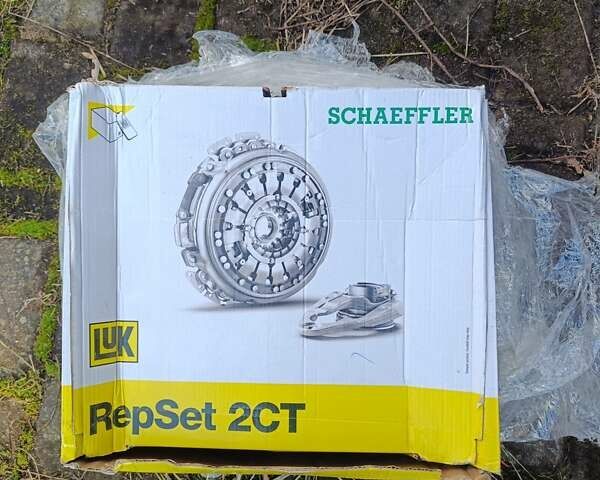 SCHAEFFLER
LUK
RepSet 2CT